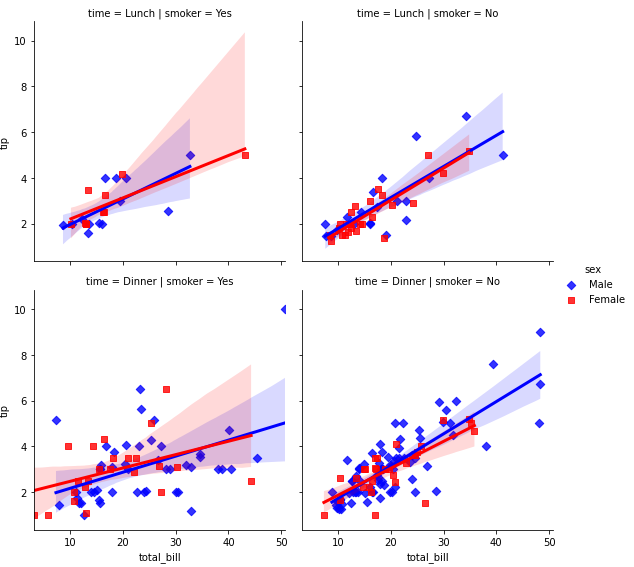 time = Lunch | smoker = Yes
time = Lunch | smoker = No
10
8
6
4
2
tip
time = Dinner | smoker = Yes
time = Dinner | smoker = No
sex
Male
Female
10
8
6
4
2
tip
10 20 30 40 50
10 20 30 40 50
total_bill
total_bill